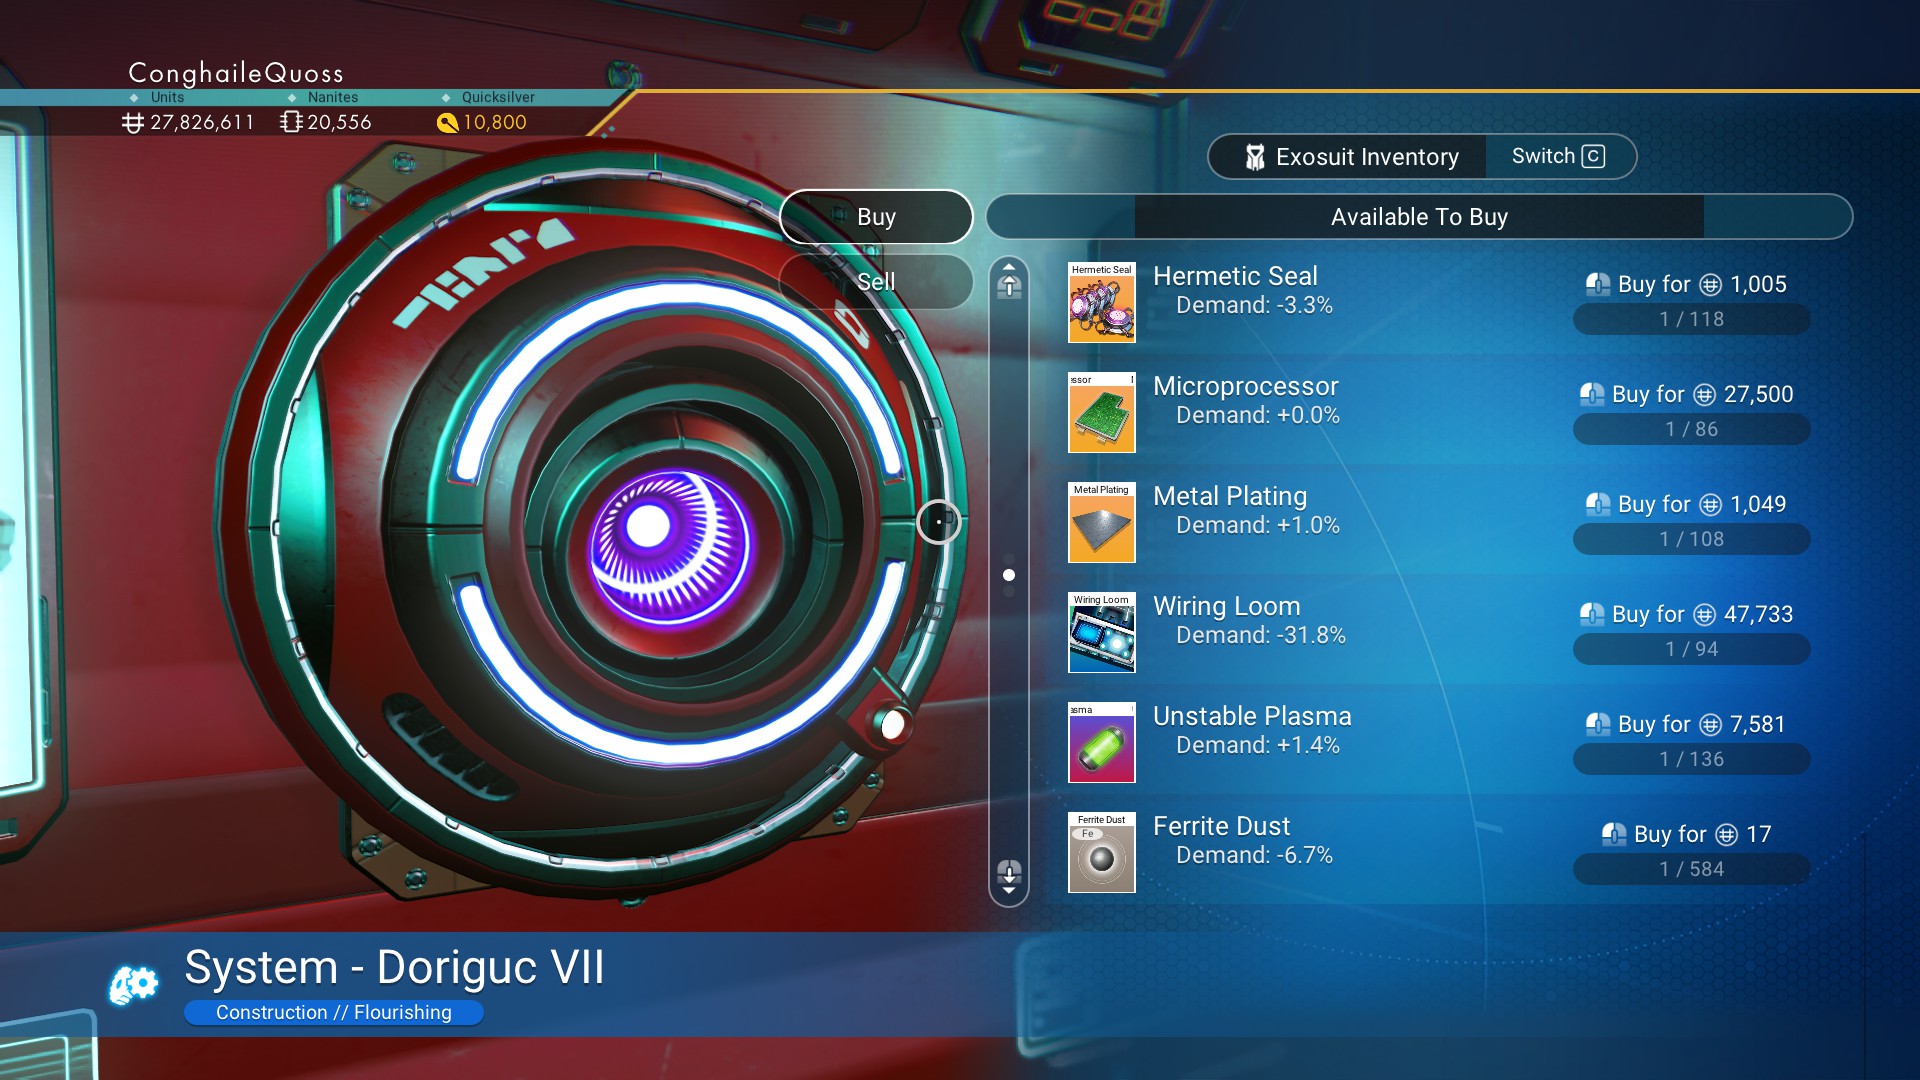 ConghaileQuoss
Units Nanites Quicksilver
27,826,611 20,556 10,800
Exosuit Inventory Switch C
Buy
Available To Buy
Sell
Hermetic Seal
Hermetic Seal
Demand: -3.3%
Buy for 1,005
1 / 118
Microprocessor
Demand: +0.0%
Buy for 27,500
1 / 86
Metal Plating
Metal Plating
Demand: +1.0%
Buy for 1,049
1 / 108
Wiring Loom
Wiring Loom
Demand: -31.8%
Buy for 47,733
1 / 94
Unstable Plasma
Demand: +1.4%
Buy for 7,581
1 / 136
Ferrite Dust
Fe
Ferrite Dust
Demand: -6.7%
Buy for 17
1 / 584
System - Doriguc VII
Construction // Flourishing